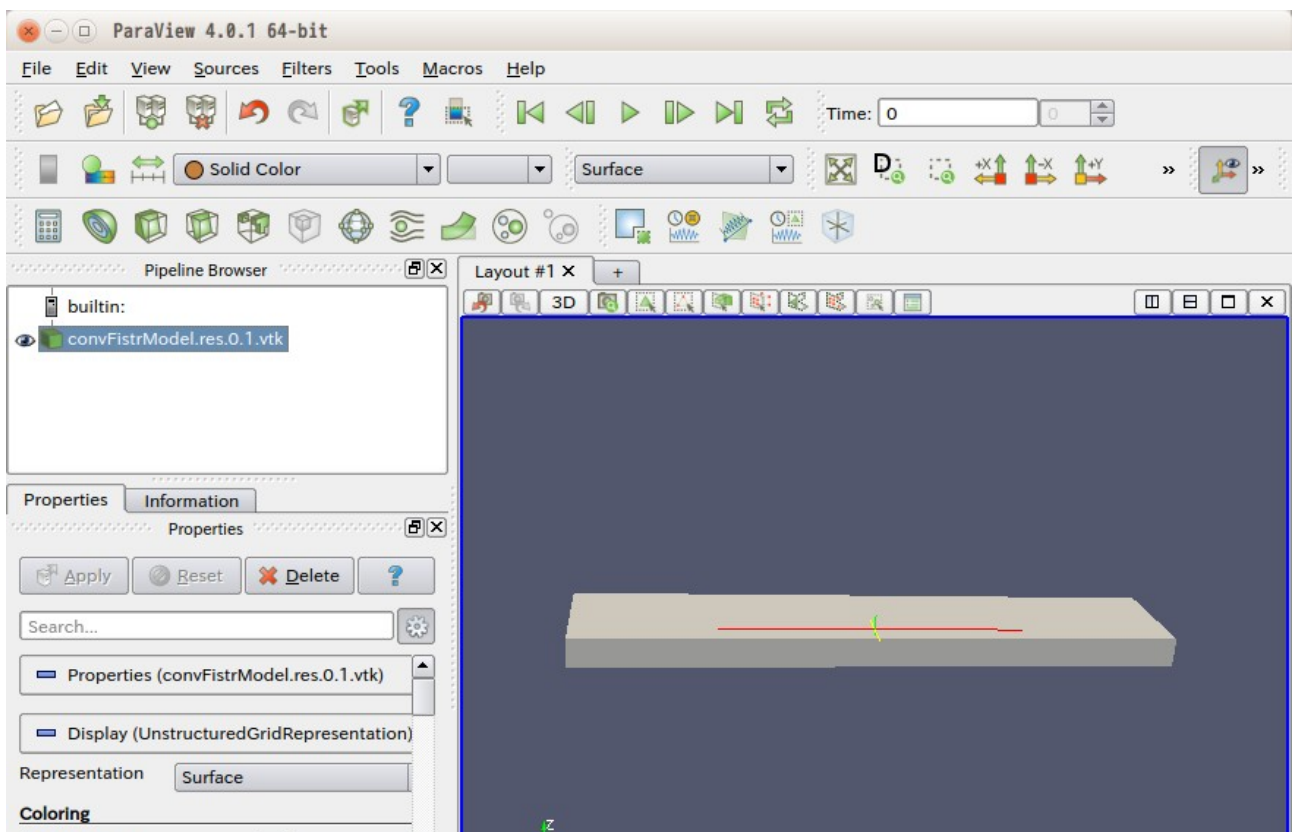 ParaView 4.0.1 64-bit
File Edit View Sources Filters Tools Macros Help
Time: 0 0
Solid Color Surface +X -X +Y »  »
Pipeline Browser
Layout #1 +
3D
builtin:
convFistrModel.res.0.1.vtk
Properties Information
Properties
Apply Reset Delete ?
Search...
Properties (convFistrModel.res.0.1.vtk)
Display (UnstructuredGridRepresentation)
Representation Surface
Coloring
Z